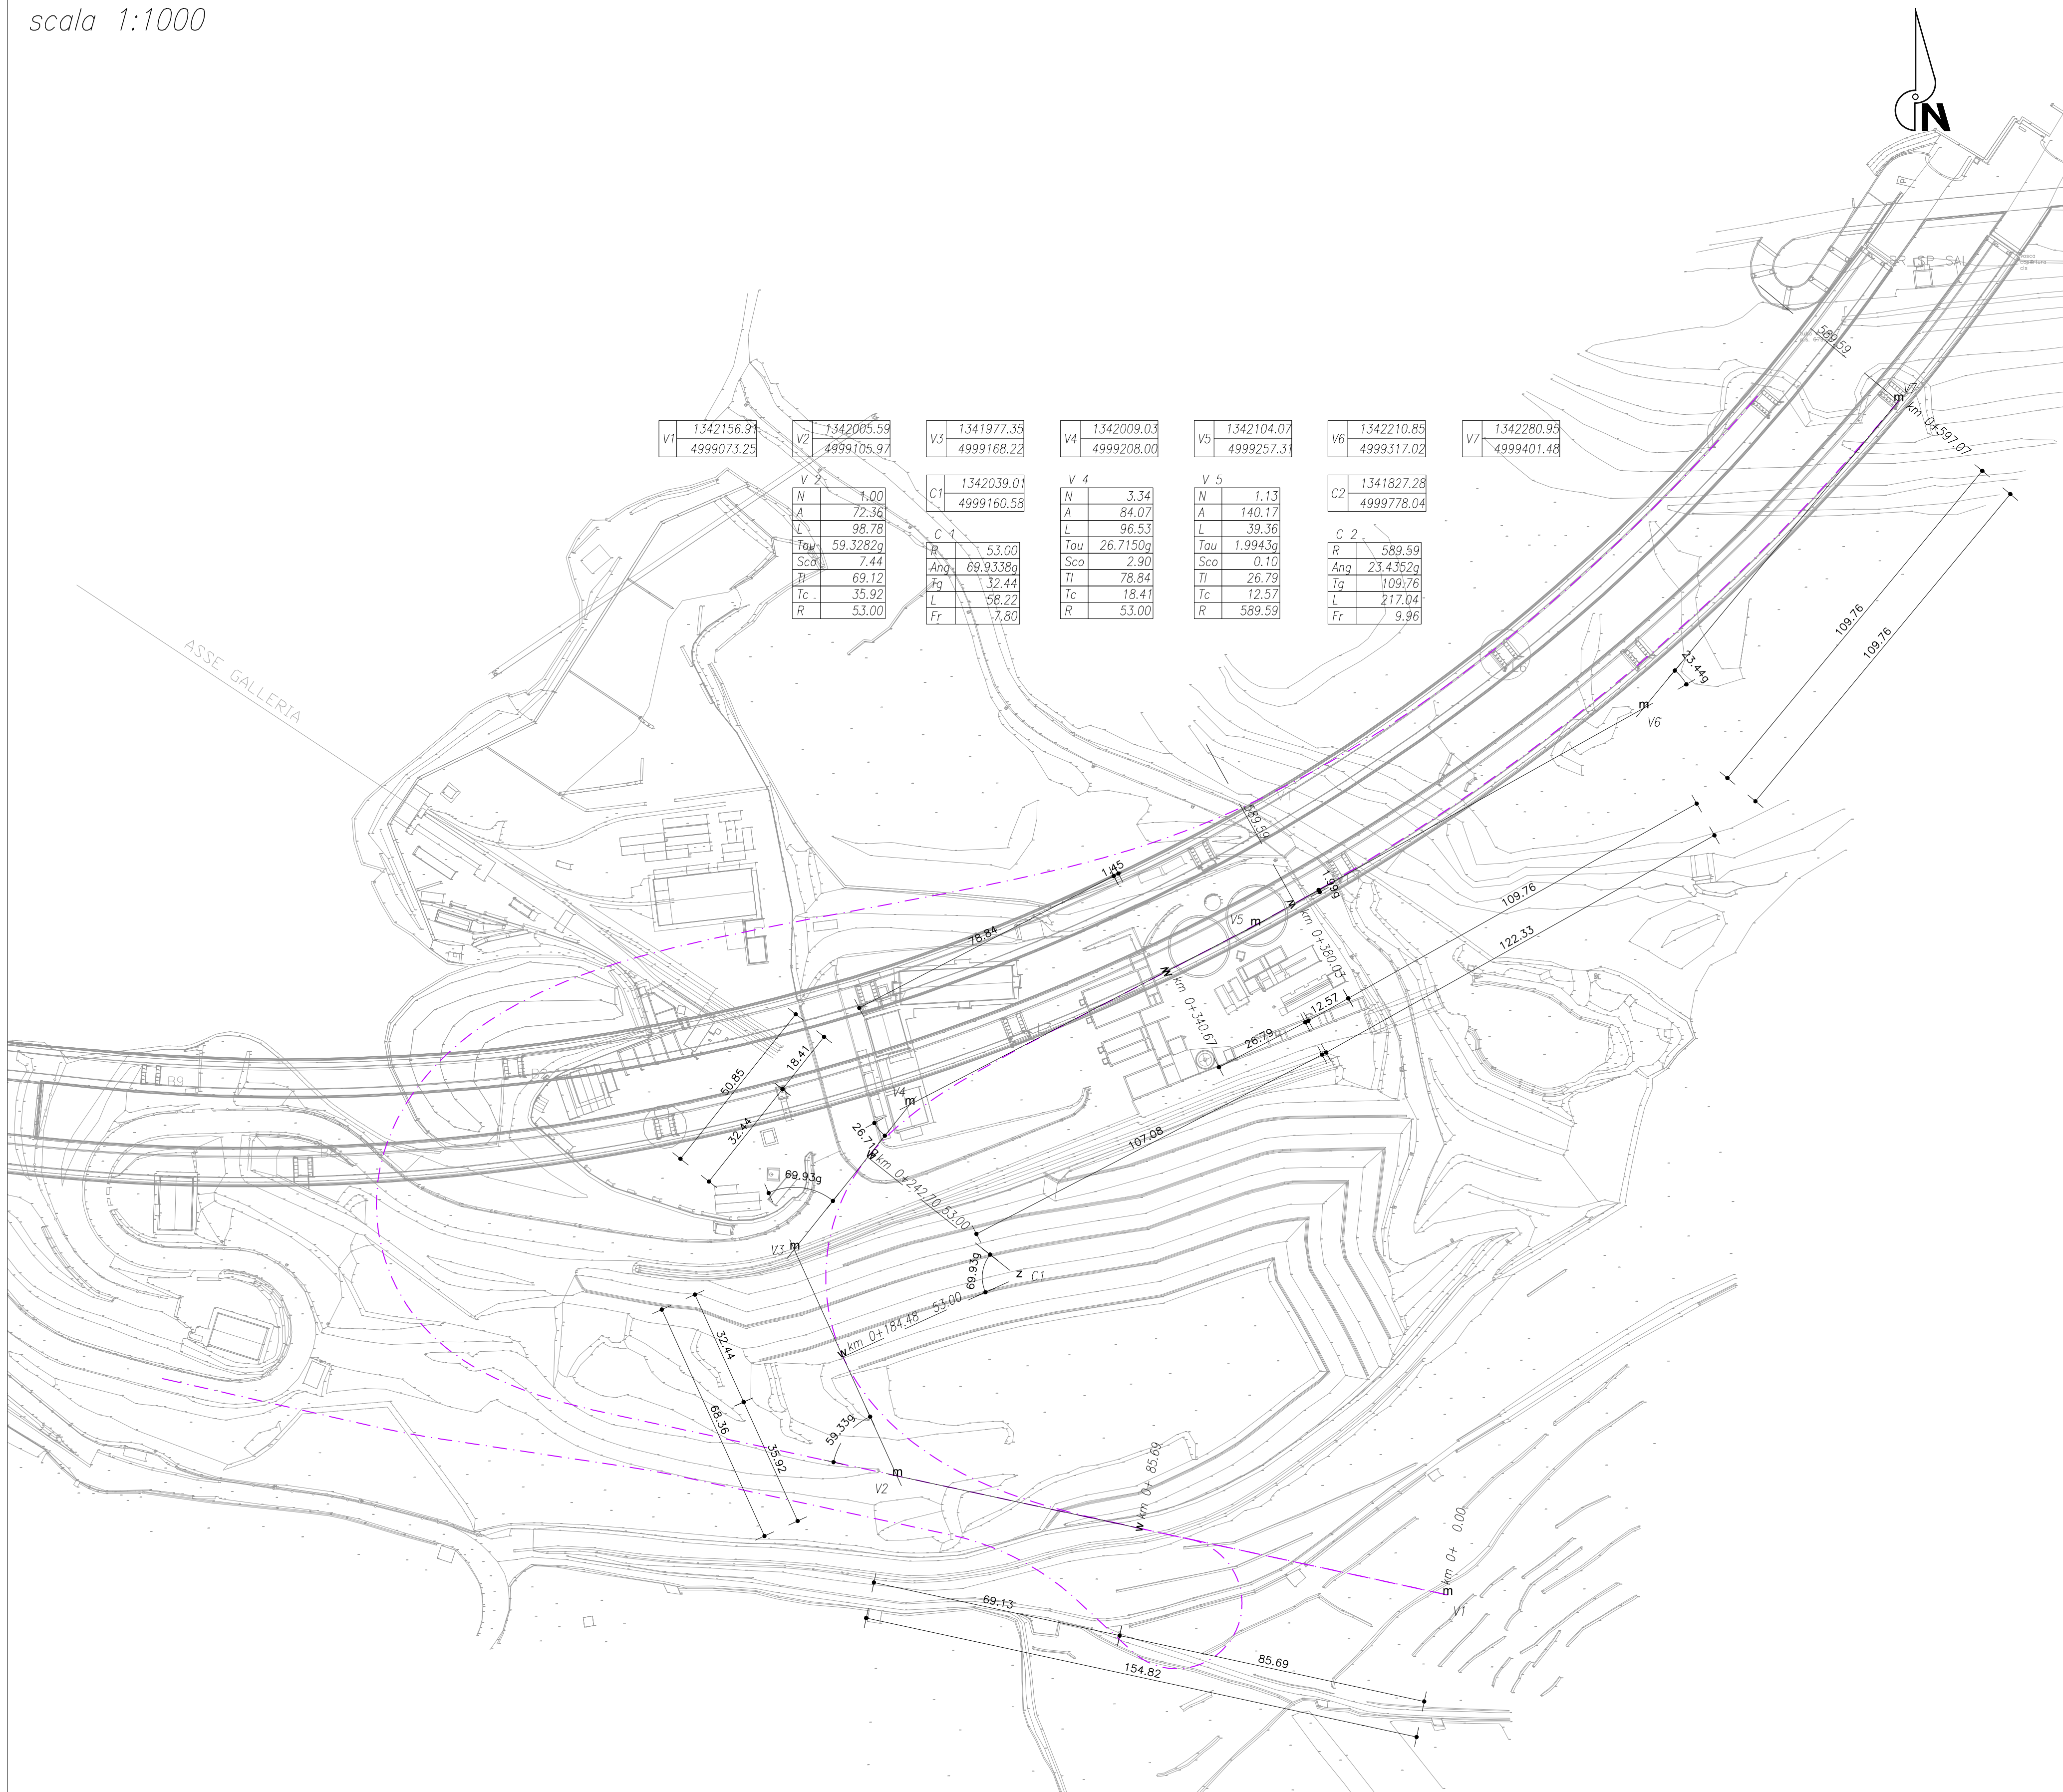 scala 1:1000
N
V1 1342156.91 4999073.25
V2 1342005.59 4999105.97
V3 1341977.35 4999168.22
V4 1342009.03 4999208.00
V5 1342104.07 4999257.31
V6 1342210.85 4999317.02
V7 1342280.95 4999401.48
C1 1342039.01 4999160.58
C2 1341827.28 4999778.04
V 2
N 1.00
A 72.36
L 98.78
Tau 59.3282g
Sco 7.44
Tl 69.12
Tc 35.92
R 53.00
C 1
R 53.00
Ang 69.9338g
Tg 32.44
L 58.22
Fr 7.80
V 4
N 3.34
A 84.07
L 96.53
Tau 26.7150g
Sco 2.90
Tl 78.84
Tc 18.41
R 53.00
V 5
N 1.13
A 140.17
L 39.36
Tau 1.9943g
Sco 0.10
Tl 26.79
Tc 12.57
R 589.59
C 2
R 589.59
Ang 23.4352g
Tg 109.76
L 217.04
Fr 9.96
589.59
V7
m
km 0+597.07
109.76
109.76
23.44g
m
V6
ASSE GALLERIA
589.59
1.45
78.84
1.99g
V5 m
km 0+380.03
109.76
122.33
km 0+340.67
12.57
26.79
107.08
50.85
18.41
32.44
V4
m
26.71g
km 0+242.70
53.00
69.93g
V3 m
69.93g
z C1
53.00
km 0+184.48
32.44
68.36
35.92
59.33g
m
V2
km 0+ 85.69
km 0+ 0.00
m
V1
69.13
85.69
154.82